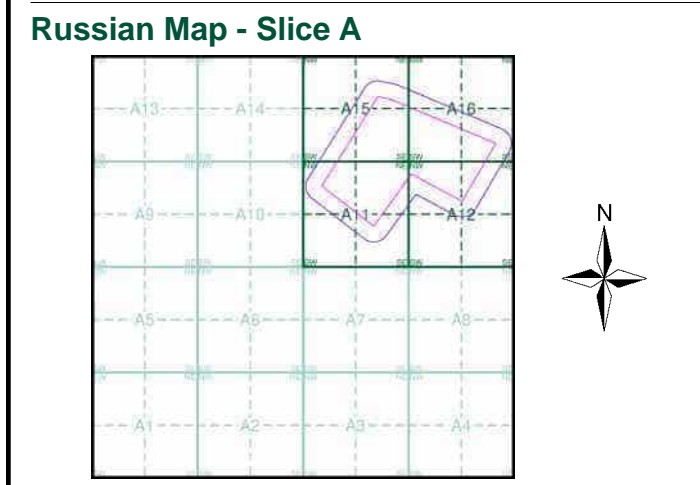 Russian Map - Slice A
A13 A14 A15 A16
A9 A10 A11 A12
N
A5 A6 A7 A8
A1 A2 A3 A4